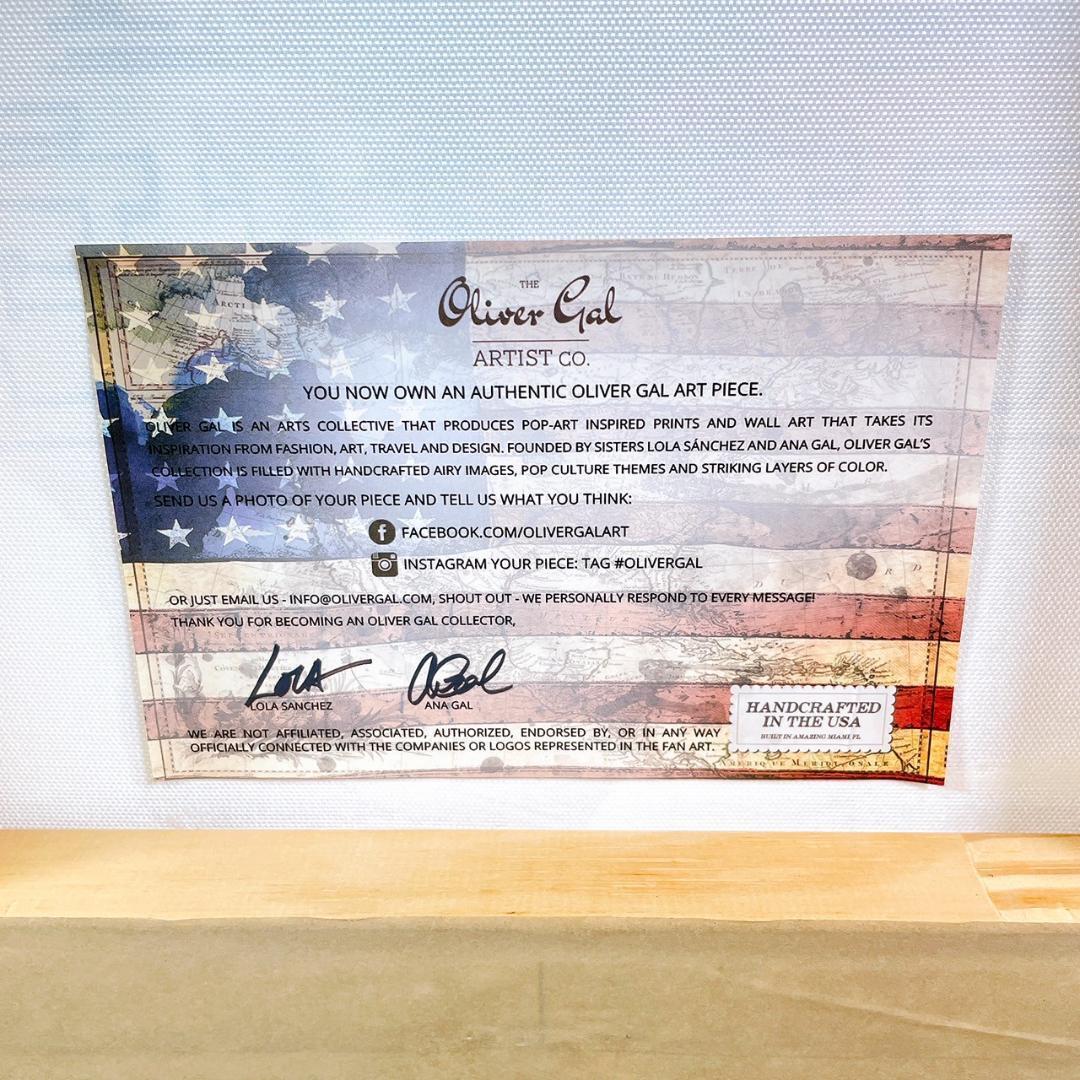 THE
Oliver Gal
ARTIST CO.
YOU NOW OWN AN AUTHENTIC OLIVER GAL ART PIECE.
OLIVER GAL IS AN ARTS COLLECTIVE THAT PRODUCES POP-ART INSPIRED PRINTS AND WALL ART THAT TAKES ITS
INSPIRATION FROM FASHION, ART, TRAVEL AND DESIGN. FOUNDED BY SISTERS LOLA SÁNCHEZ AND ANA GAL, OLIVER GAL'S
COLLECTION IS FILLED WITH HANDCRAFTED AIRY IMAGES, POP CULTURE THEMES AND STRIKING LAYERS OF COLOR.
SEND US A PHOTO OF YOUR PIECE AND TELL US WHAT YOU THINK:
f FACEBOOK.COM/OLIVERGALART
INSTAGRAM YOUR PIECE: TAG #OLIVERGAL
OR JUST EMAIL US - INFO@OLIVERGAL.COM, SHOUT OUT - WE PERSONALLY RESPOND TO EVERY MESSAGE!
THANK YOU FOR BECOMING AN OLIVER GAL COLLECTOR,
LOLA
LOLA SANCHEZ ANA GAL
HANDCRAFTED
IN THE USA
BUILT IN AMAZING MIAMI FL
WE ARE NOT AFFILIATED, ASSOCIATED, AUTHORIZED, ENDORSED BY, OR IN ANY WAY
OFFICIALLY CONNECTED WITH THE COMPANIES OR LOGOS REPRESENTED IN THE FAN ART.